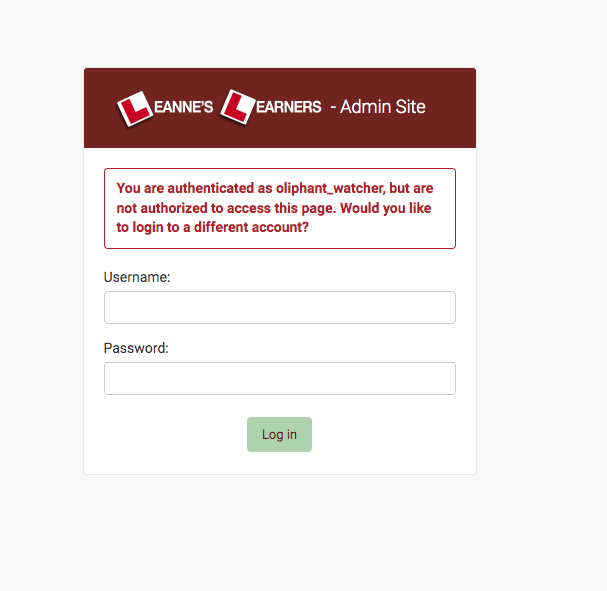 LEANNE'S LEARNERS - Admin Site
You are authenticated as oliphant_watcher, but are
not authorized to access this page. Would you like
to login to a different account?
Username:
Password:
Log in